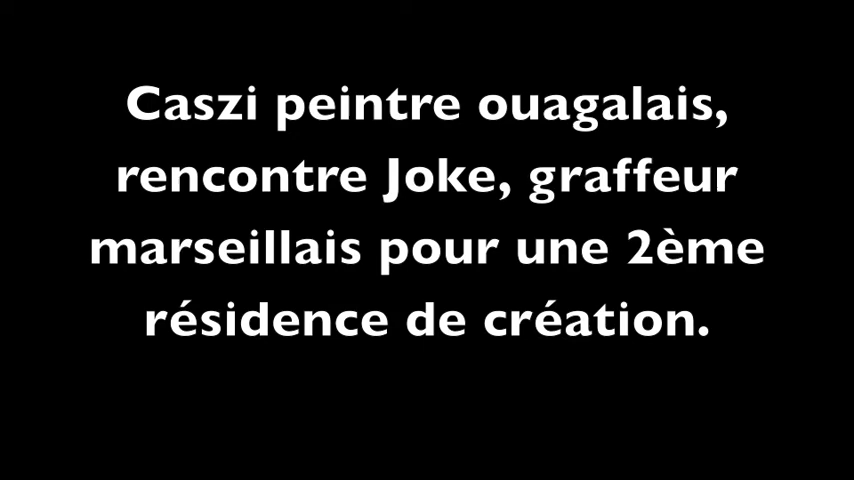 Caszi peintre ouagalais,
rencontre Joke, graffeur
marseillais pour une 2ème
résidence de création.